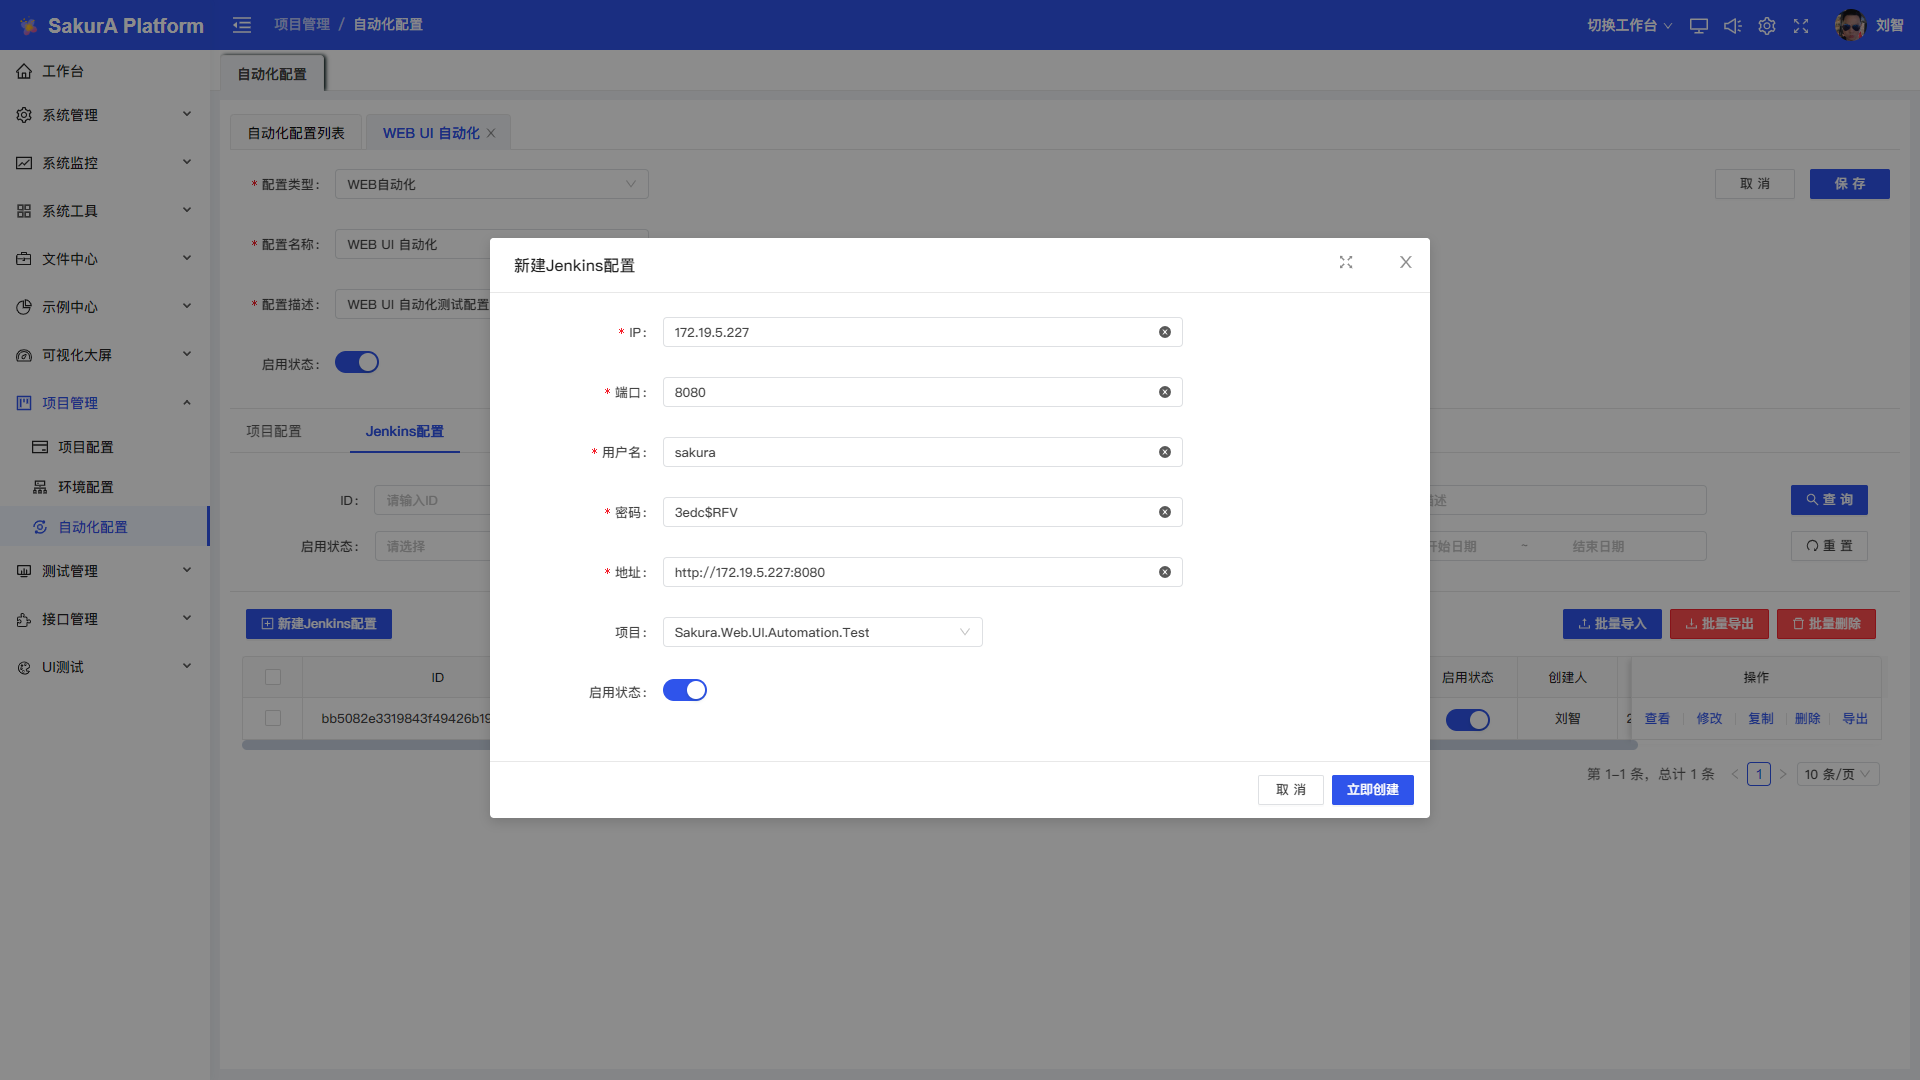 SakurA Platform
项目管理 / 自动化配置
切换工作台
刘智
工作台
系统管理
系统监控
系统工具
文件中心
示例中心
可视化大屏
项目管理
项目配置
环境配置
自动化配置
测试管理
接口管理
UI测试
自动化配置
自动化配置列表
WEB UI 自动化
* 配置类型：
WEB自动化
取 消
保 存
* 配置名称：
WEB UI 自动化
* 配置描述：
WEB UI 自动化测试配置
启用状态：
项目配置
Jenkins配置
ID：
请输入ID
描述
查 询
启用状态：
请选择
开始日期
~
结束日期
重 置
新建Jenkins配置
批量导入
批量导出
批量删除
ID
启用状态
创建人
操作
bb5082e3319843f49426b19
刘智
2
查看
修改
复制
删除
导出
第 1–1 条，总计 1 条
1
10 条/页
新建Jenkins配置
* IP：
172.19.5.227
* 端口：
8080
* 用户名：
sakura
* 密码：
3edc$RFV
* 地址：
http://172.19.5.227:8080
项目：
Sakura.Web.UI.Automation.Test
启用状态：
取 消
立即创建